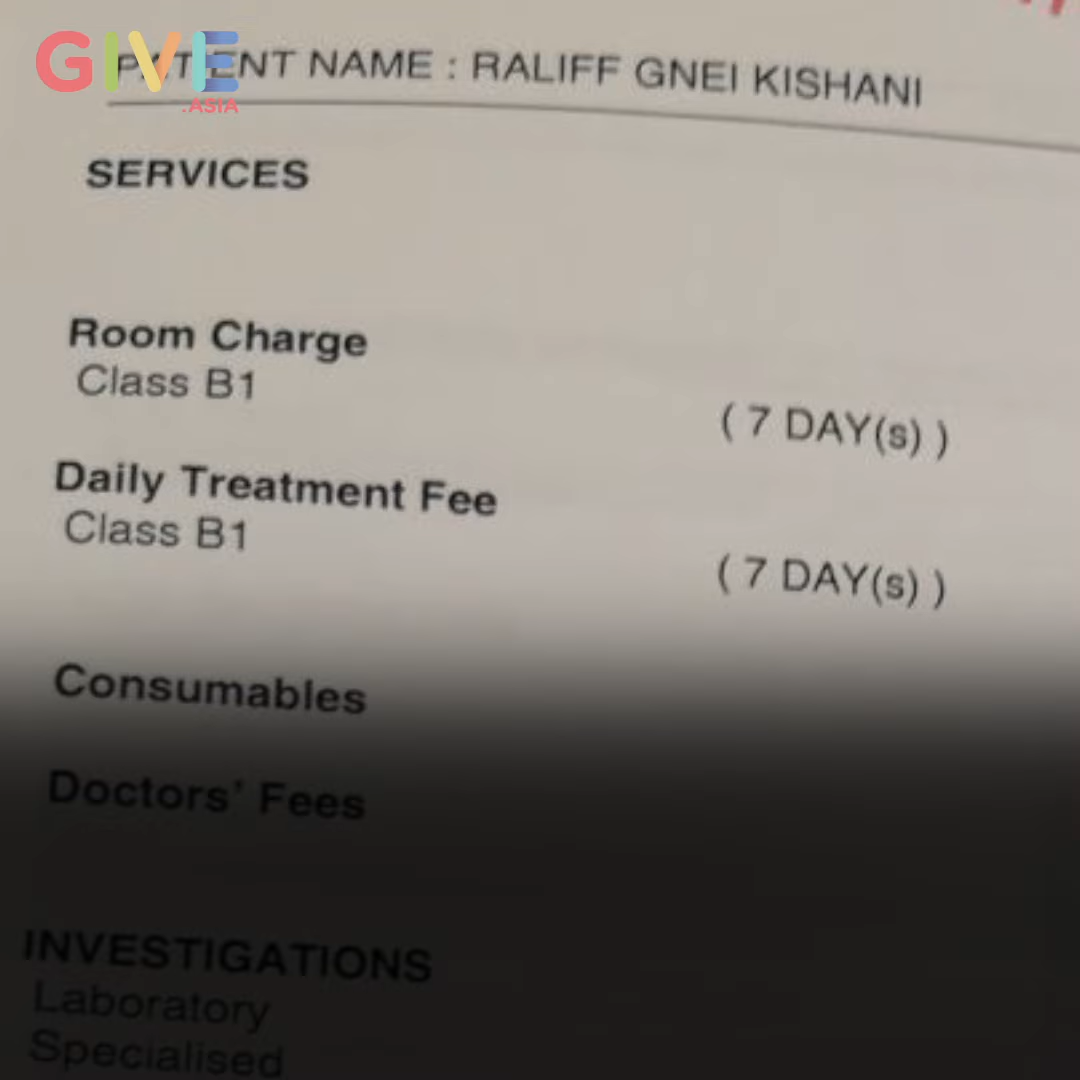 GIVE
.ASIA
PATIENT NAME : RALIFF GNEI KISHANI
SERVICES
Room Charge
Class B1
( 7 DAY(s) )
Daily Treatment Fee
Class B1
( 7 DAY(s) )
Consumables
Doctors' Fees
INVESTIGATIONS
Laboratory
Specialised